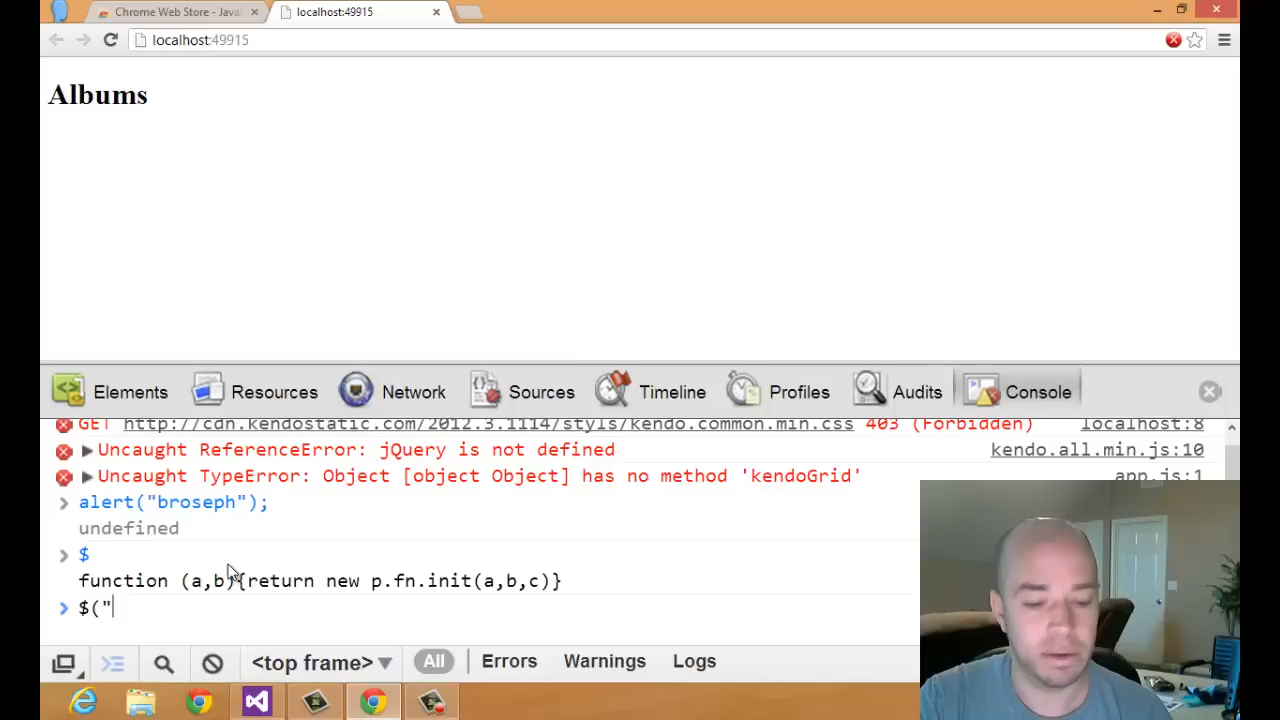 Chrome Web Store - Java
localhost:49915
localhost:49915
Albums
Elements
Resources
Network
Sources
Timeline
Profiles
Audits
Console
GET http://cdn.kendostatic.com/2012.3.1114/styls/kendo.common.min.css 403 (Forbidden) localhost:8
Uncaught ReferenceError: jQuery is not defined kendo.all.min.js:10
Uncaught TypeError: Object [object Object] has no method 'kendoGrid' app.js:1
> alert("broseph");
undefined
> $
function (a,b){return new p.fn.init(a,b,c)}
> $("
<top frame>
All
Errors
Warnings
Logs